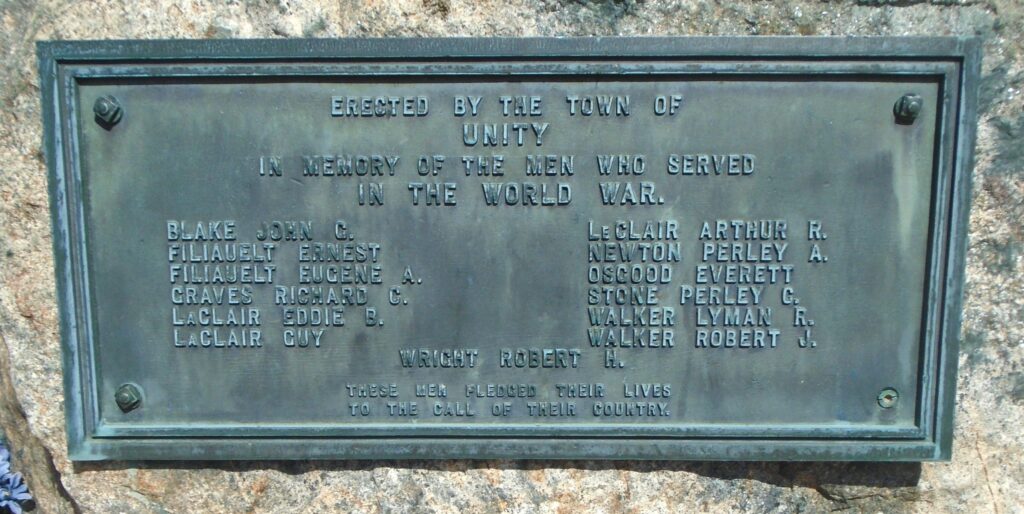 ERECTED BY THE TOWN OF
UNITY
IN MEMORY OF THE MEN WHO SERVED
IN THE WORLD WAR.
BLAKE JOHN G.
FILIAUELT ERNEST
FILIAUELT EUGENE A.
GRAVES RICHARD C.
LACLAIR EDDIE B.
LACLAIR GUY
LECLAIR ARTHUR R.
NEWTON PERLEY A.
OSGOOD EVERETT
STONE PERLEY G.
WALKER LYMAN R.
WALKER ROBERT J.
WRIGHT ROBERT H.
THESE MEN PLEDGED THEIR LIVES
TO THE CALL OF THEIR COUNTRY.